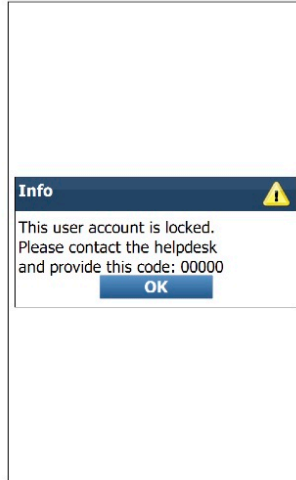 Info
This user account is locked.
Please contact the helpdesk
and provide this code: 00000
OK